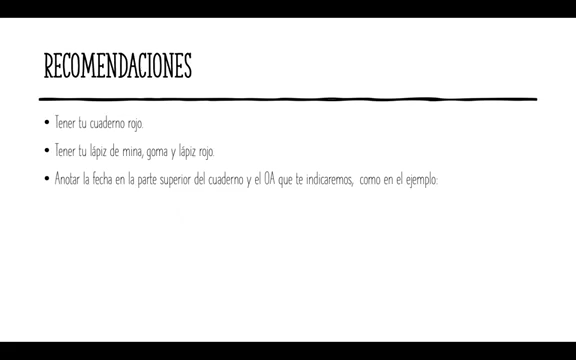 RECOMENDACIONES
• Tener tu cuaderno rojo.
• Tener tu lápiz de mina, goma y lápiz rojo.
• Anotar la fecha en la parte superior del cuaderno y el OA que te indicaremos, como en el ejemplo: